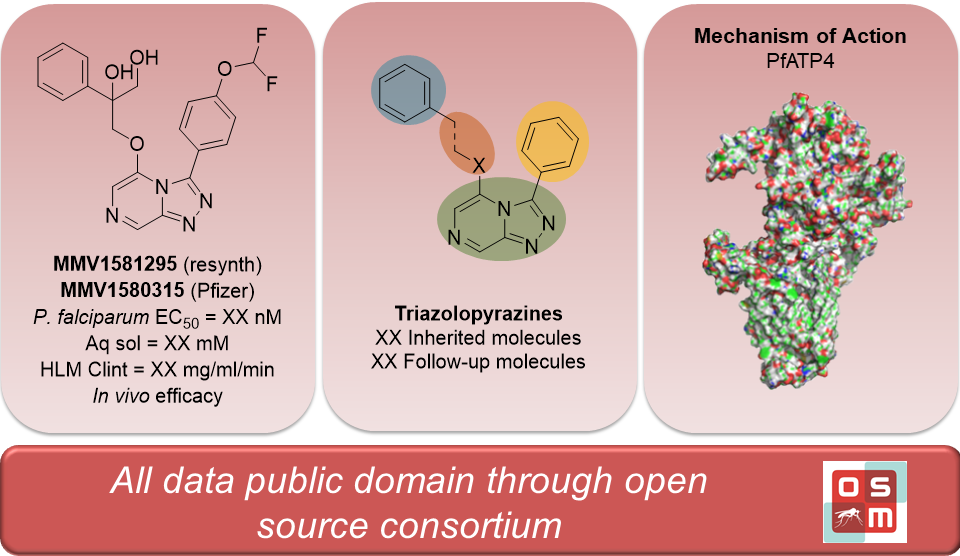 OH
OH
O
F
F
O
N
N
N
N
MMV1581295 (resynth)
MMV1580315 (Pfizer)
P. falciparum EC50 = XX nM
Aq sol = XX mM
HLM Clint = XX mg/ml/min
In vivo efficacy
X
N
N
N
N
Triazolopyrazines
XX Inherited molecules
XX Follow-up molecules
Mechanism of Action
PfATP4
All data public domain through open
source consortium
O S
m